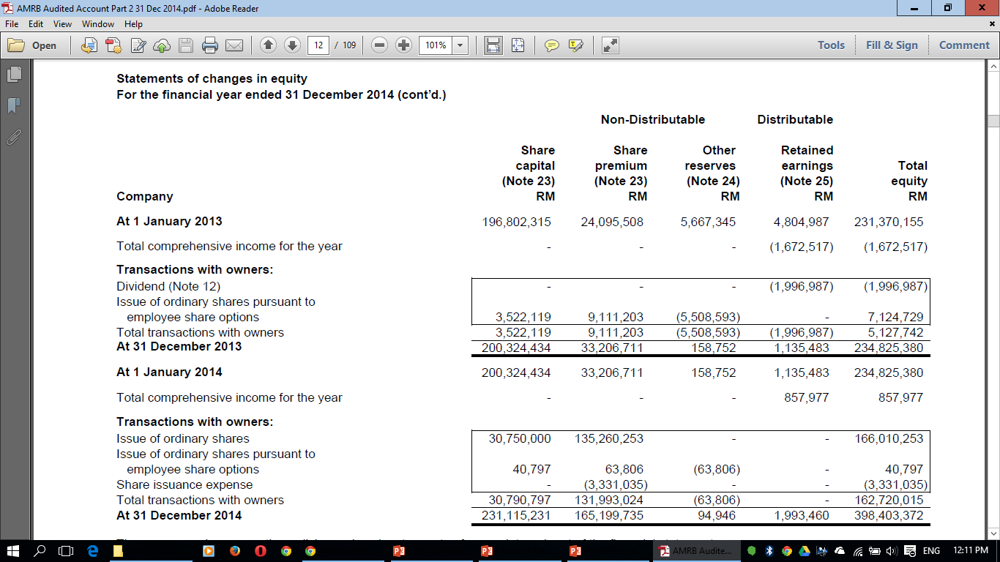 AMRB Audited Account Part 2 31 Dec 2014.pdf - Adobe Reader
File Edit View Window Help
Open 12 / 109 101% Tools Fill & Sign Comment
Statements of changes in equity
For the financial year ended 31 December 2014 (cont'd.)
Non-Distributable Distributable
Share Share Other Retained
capital premium reserves earnings Total
(Note 23) (Note 23) (Note 24) (Note 25) equity
Company RM RM RM RM RM
At 1 January 2013 196,802,315 24,095,508 5,667,345 4,804,987 231,370,155
Total comprehensive income for the year - - - (1,672,517) (1,672,517)
Transactions with owners:
Dividend (Note 12) - - - (1,996,987) (1,996,987)
Issue of ordinary shares pursuant to
employee share options 3,522,119 9,111,203 (5,508,593) - 7,124,729
Total transactions with owners 3,522,119 9,111,203 (5,508,593) (1,996,987) 5,127,742
At 31 December 2013 200,324,434 33,206,711 158,752 1,135,483 234,825,380
At 1 January 2014 200,324,434 33,206,711 158,752 1,135,483 234,825,380
Total comprehensive income for the year - - - 857,977 857,977
Transactions with owners:
Issue of ordinary shares 30,750,000 135,260,253 - - 166,010,253
Issue of ordinary shares pursuant to
employee share options 40,797 63,806 (63,806) - 40,797
Share issuance expense - (3,331,035) - - (3,331,035)
Total transactions with owners 30,790,797 131,993,024 (63,806) - 162,720,015
At 31 December 2014 231,115,231 165,199,735 94,946 1,993,460 398,403,372
AMRB Audite... ENG 12:11 PM